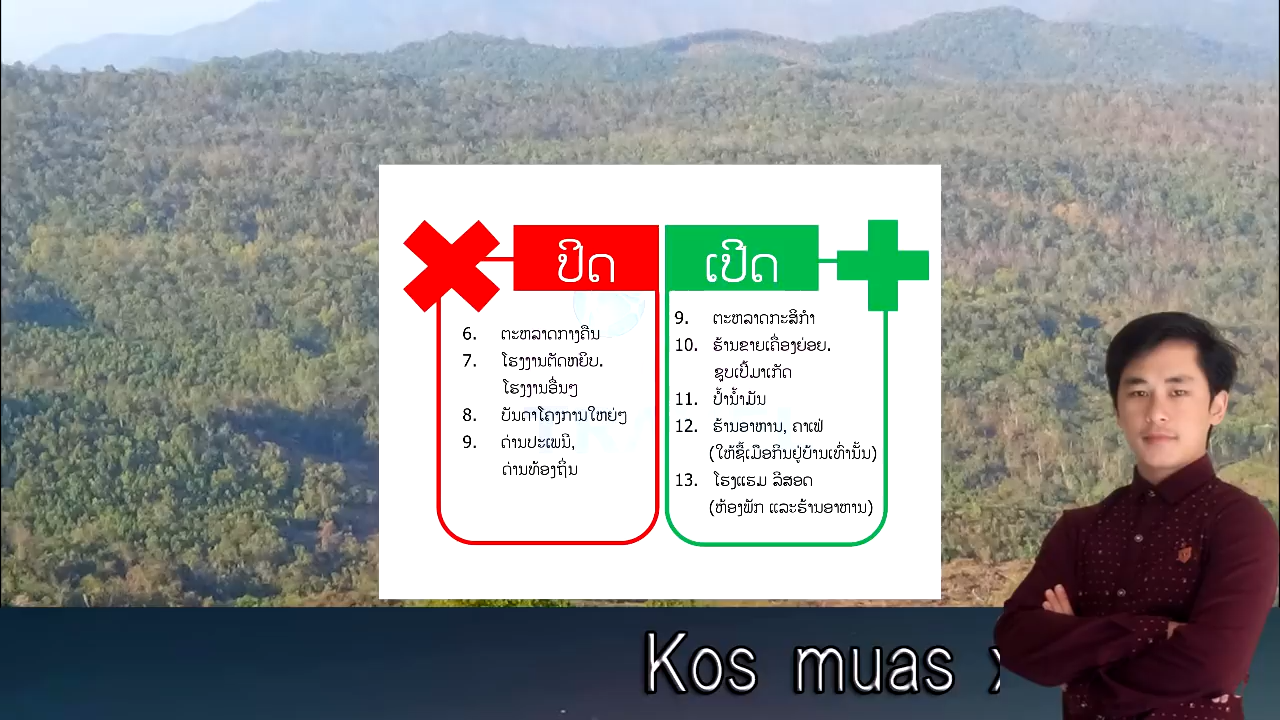 ປິດ
6. ຕະຫລາດກາງຄືນ
7. ໂຮງງານຕັດຫຍິບ.
ໂຮງງານອື່ນໆ
8. ບັນດາໂຄງການໃຫຍ່ໆ
9. ດ່ານປະເພນີ,
ດ່ານທ້ອງຖິ່ນ
ເປີດ
9. ຕະຫລາດກະສິກຳ
10. ຮ້ານຂາຍເຄື່ອງຍ່ອຍ.
ຊຸບເປີ້ມາເກັດ
11. ປ້ຳນ້ຳມັນ
12. ຮ້ານອາຫານ, ຄາເຟ່
(ໃຫ້ຊື້ເມືອກິນຢູ່ບ້ານເທົ່ານັ້ນ)
13. ໂຮງແຮມ ລີສອດ
(ຫ້ອງພັກ ແລະຮ້ານອາຫານ)
Kos muas